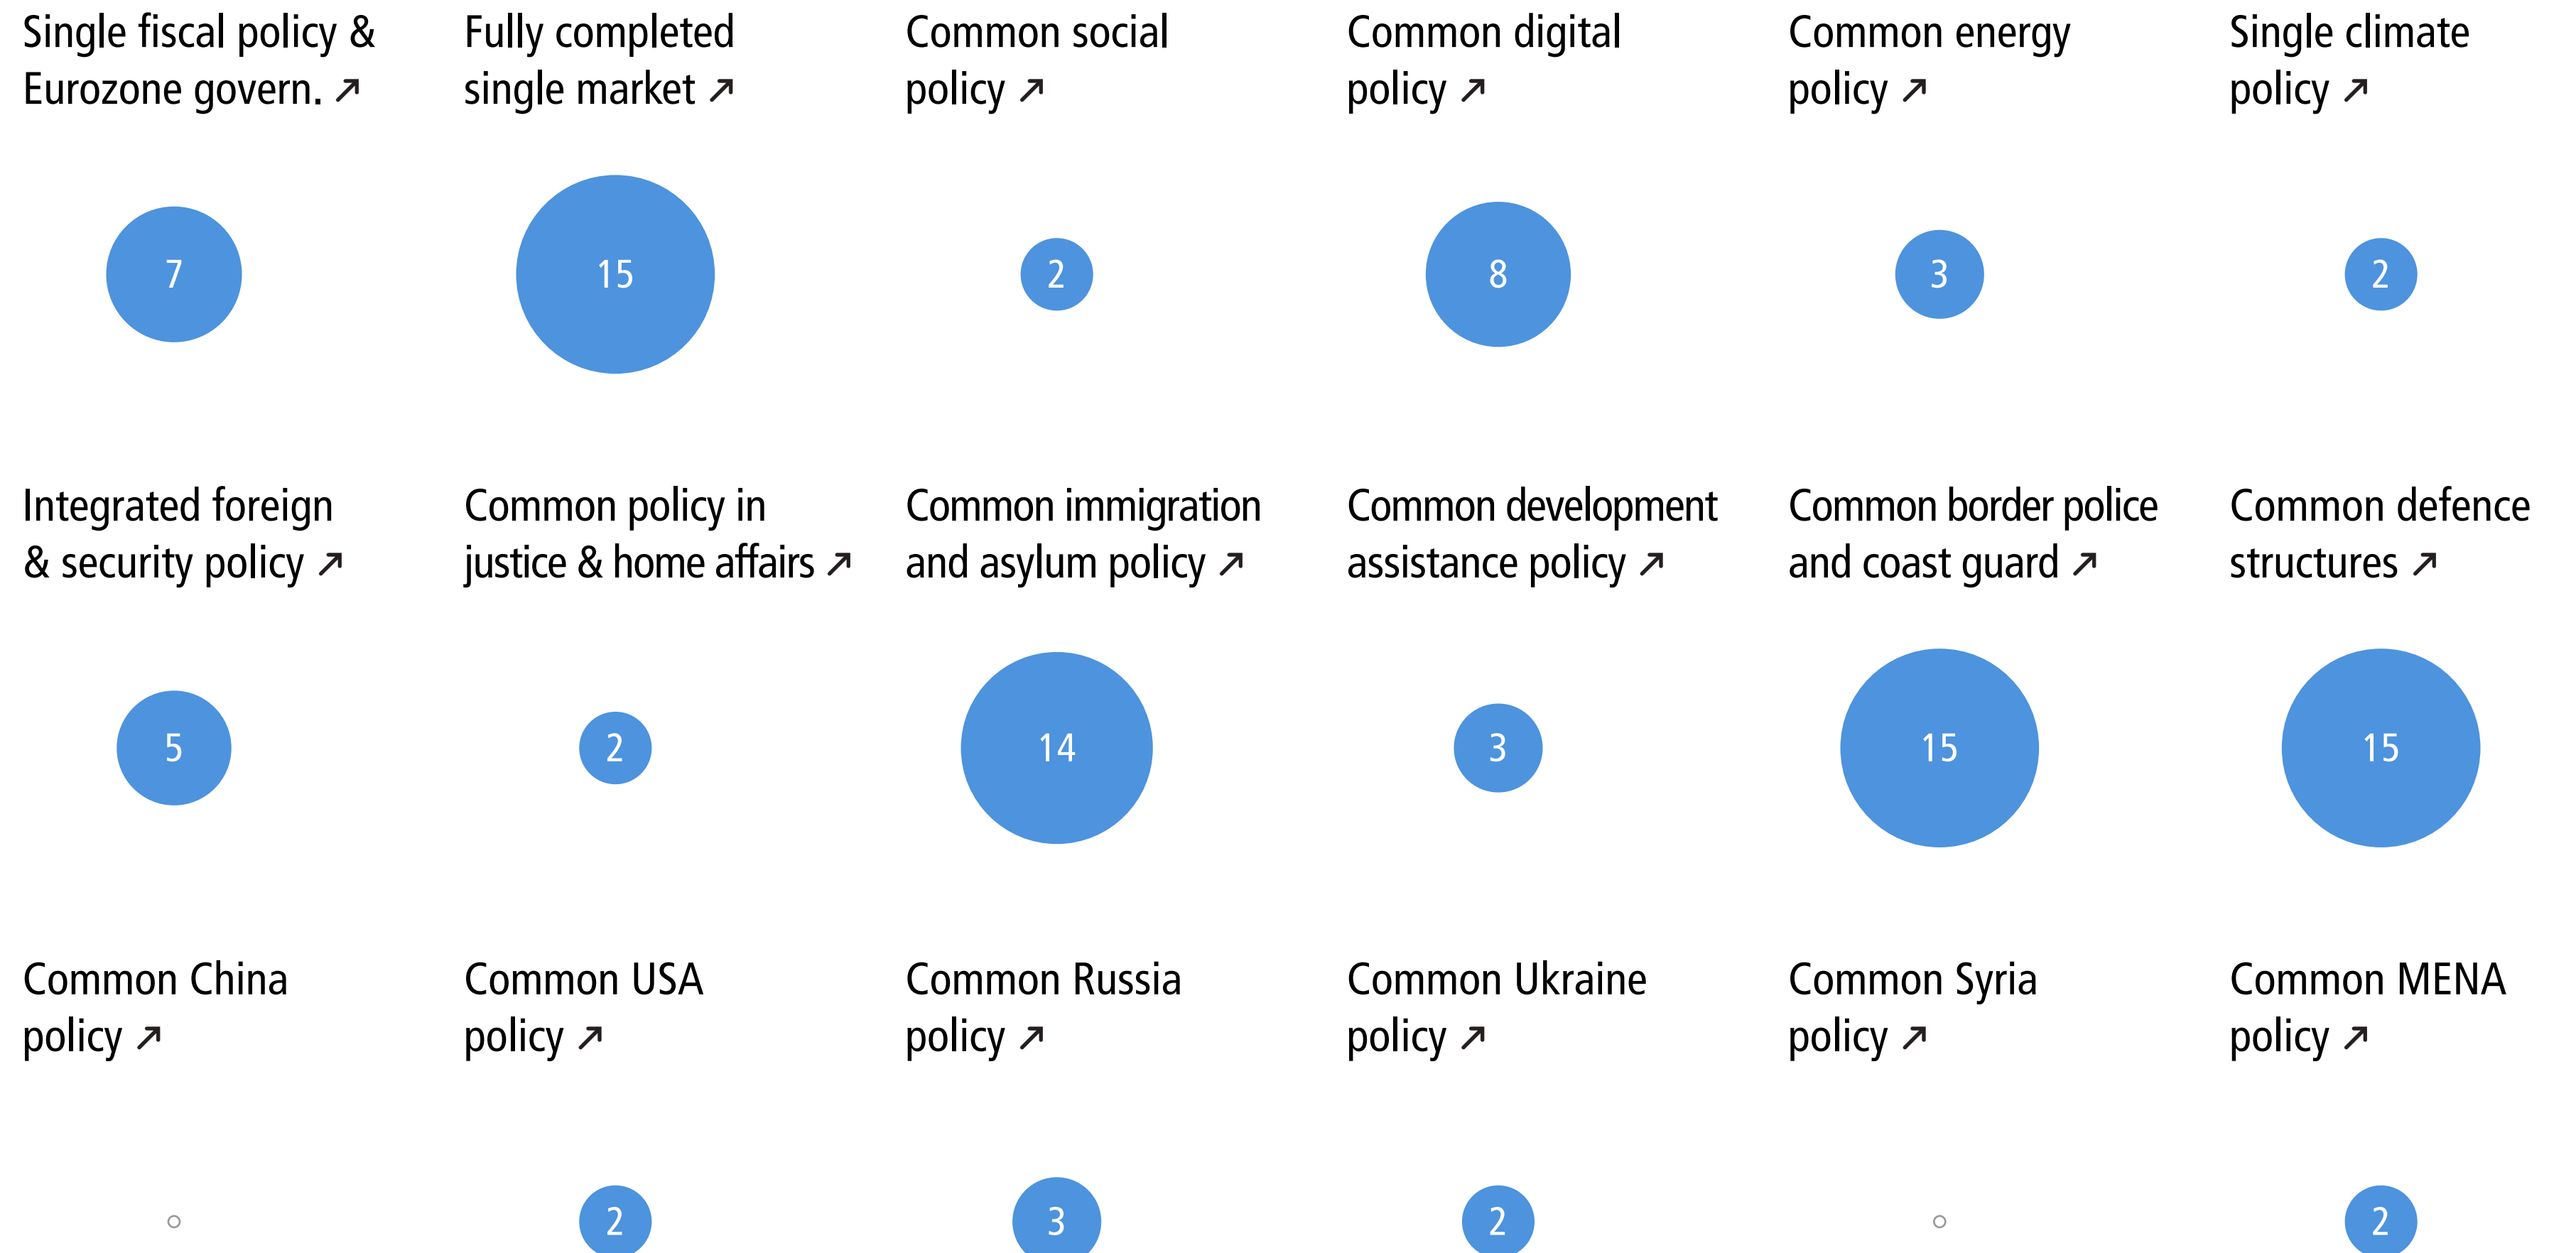 Single fiscal policy &
Eurozone govern. ↗
Fully completed
single market ↗
Common social
policy ↗
Common digital
policy ↗
Common energy
policy ↗
Single climate
policy ↗
7
15
2
8
3
2
Integrated foreign
& security policy ↗
Common policy in
justice & home affairs ↗
Common immigration
and asylum policy ↗
Common development
assistance policy ↗
Common border police
and coast guard ↗
Common defence
structures ↗
5
2
14
3
15
15
Common China
policy ↗
Common USA
policy ↗
Common Russia
policy ↗
Common Ukraine
policy ↗
Common Syria
policy ↗
Common MENA
policy ↗
2
3
2
2